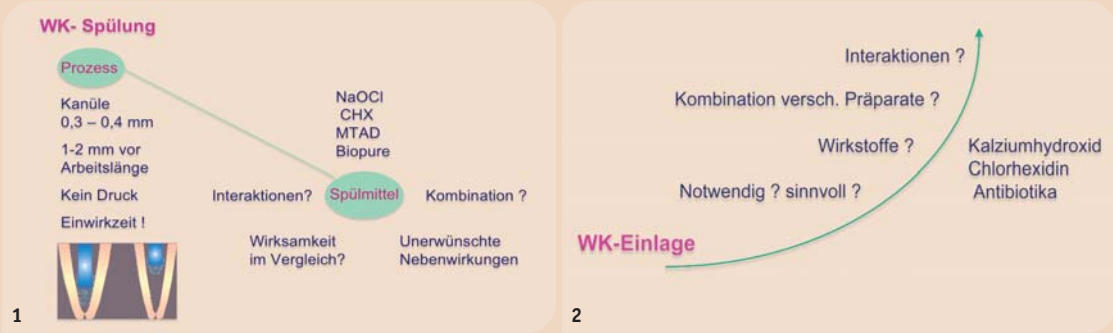 WK- Spülung
Prozess
Kanüle
0,3 – 0,4 mm
1-2 mm vor
Arbeitslänge
Kein Druck
Einwirkzeit !
NaOCl
CHX
MTAD
Biopure
Interaktionen?
Spülmittel
Kombination ?
Wirksamkeit
im Vergleich?
Unerwünschte
Nebenwirkungen
1
Interaktionen ?
Kombination versch. Präparate ?
Wirkstoffe ?
Notwendig ? sinnvoll ?
Kalziumhydroxid
Chlorhexidin
Antibiotika
WK-Einlage
2